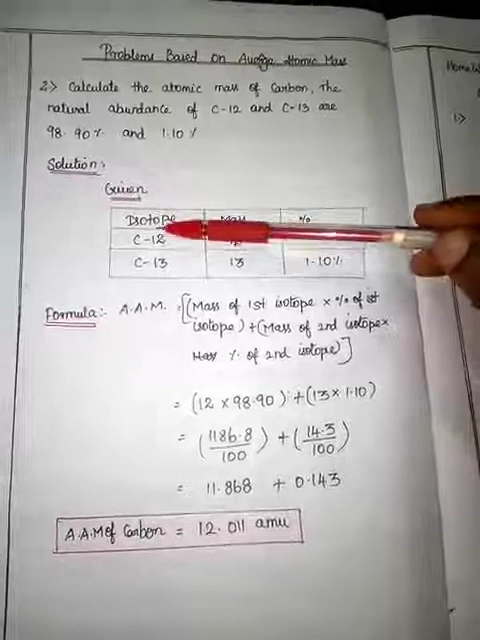 Problems Based on Average Atomic Mass
2> Calculate the atomic mass of Carbon, The
natural abundance of C-12 and C-13 are
98.90% and 1.10%
Solution:
Given
Isotope Mass %
C-12
C-13 13 1.10%
Formula:- A.A.M. = [(Mass of 1st isotope x % of 1st
isotope) + (Mass of 2nd isotope x
% of 2nd isotope)]
= (12 x 98.90) + (13 x 1.10)
= (1186.8/100) + (14.3/100)
= 11.868 + 0.143
A.A.M of Carbon = 12.011 amu
1>